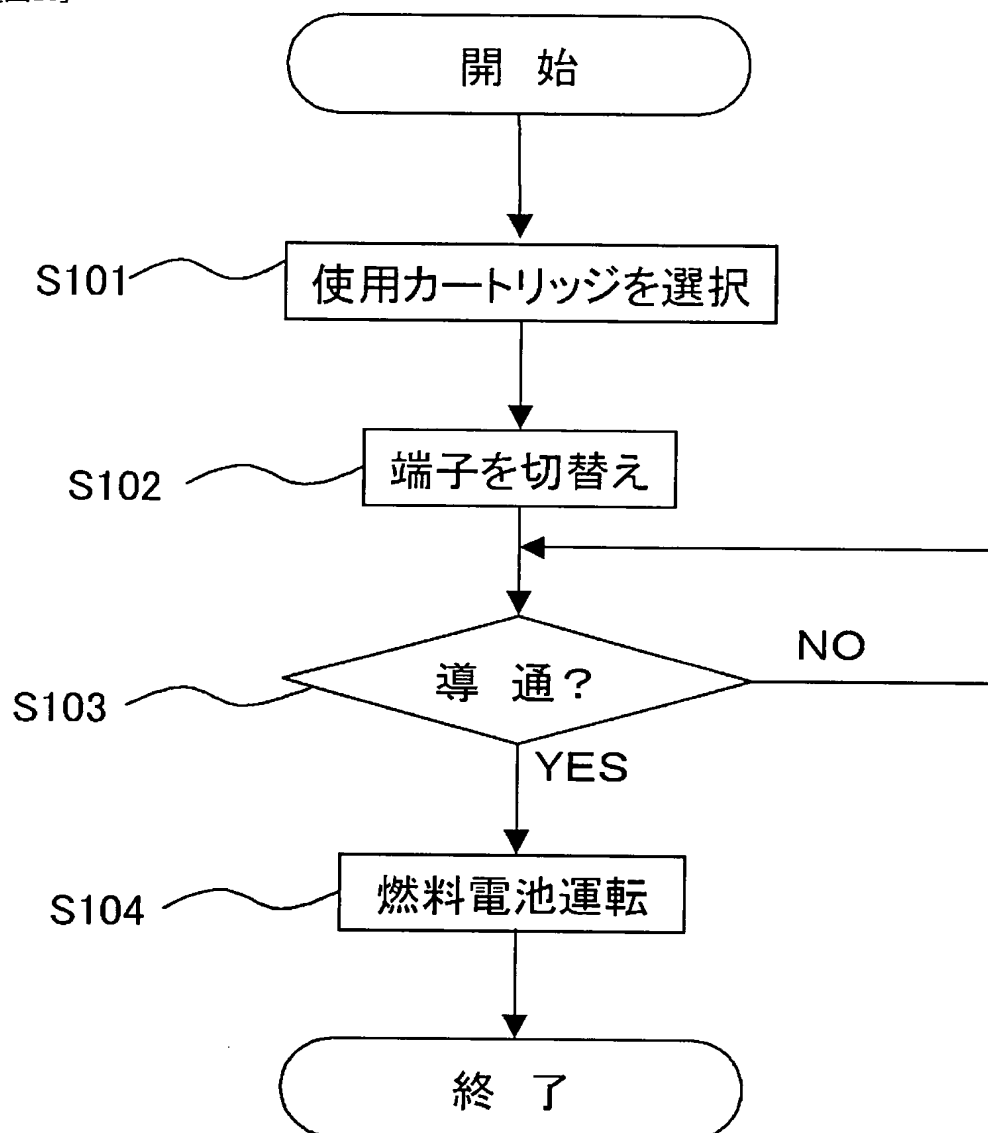 開 始
S101
使用カートリッジを選択
S102
端子を切替え
NO
S103
導 通?
YES
S104
燃料電池運転
終 了